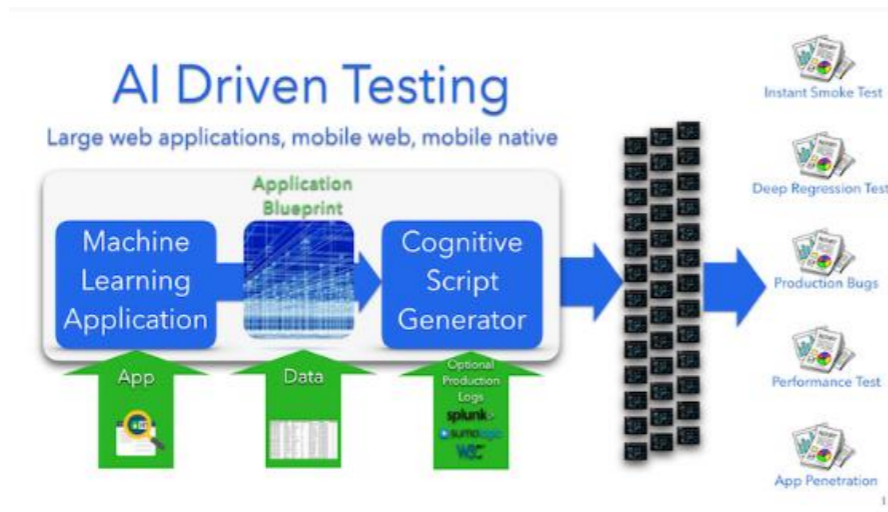 AI Driven Testing
Large web applications, mobile web, mobile native
Application
Blueprint
Machine
Learning
Application
Cognitive
Script
Generator
App
Data
Optional
Production
Logs
splunk>
sumologic
W3C
Instant Smoke Test
Deep Regression Test
Production Bugs
Performance Test
App Penetration
1